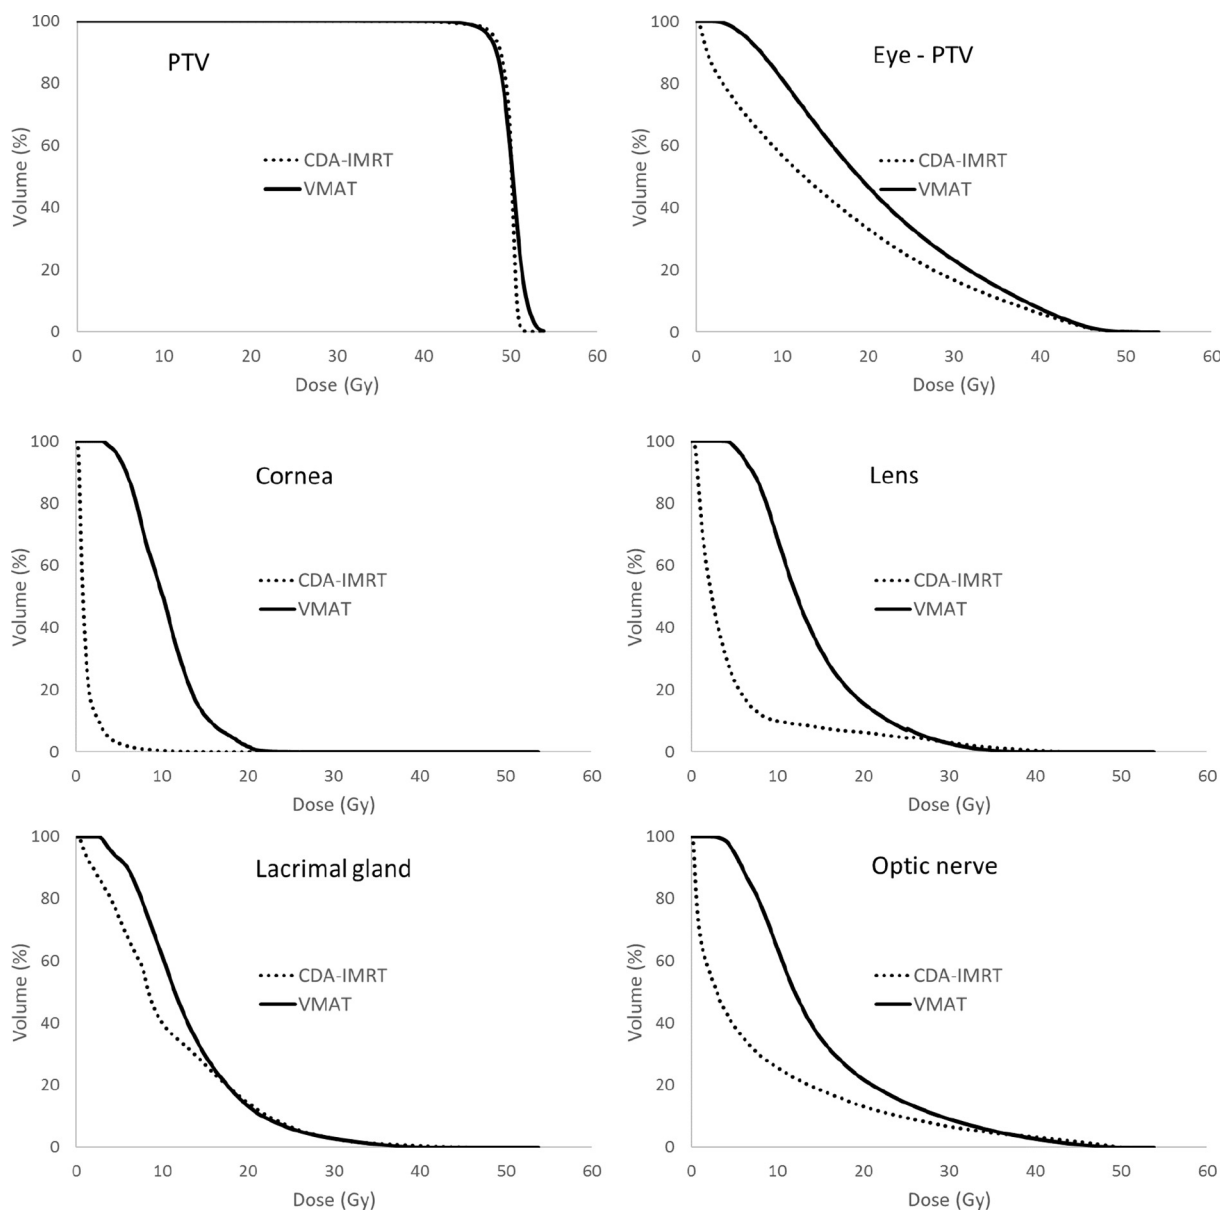 PTV
100
80
60
40
20
0
Volume (%)
CDA-IMRT
VMAT
0 10 20 30 40 50 60
Dose (Gy)
Eye - PTV
100
80
60
40
20
0
Volume (%)
CDA-IMRT
VMAT
0 10 20 30 40 50 60
Dose (Gy)
Cornea
100
80
60
40
20
0
Volume (%)
CDA-IMRT
VMAT
0 10 20 30 40 50 60
Dose (Gy)
Lens
100
80
60
40
20
0
Volume (%)
CDA-IMRT
VMAT
0 10 20 30 40 50 60
Dose (Gy)
Lacrimal gland
100
80
60
40
20
0
Volume (%)
CDA-IMRT
VMAT
0 10 20 30 40 50 60
Dose (Gy)
Optic nerve
100
80
60
40
20
0
Volume (%)
CDA-IMRT
VMAT
0 10 20 30 40 50 60
Dose (Gy)